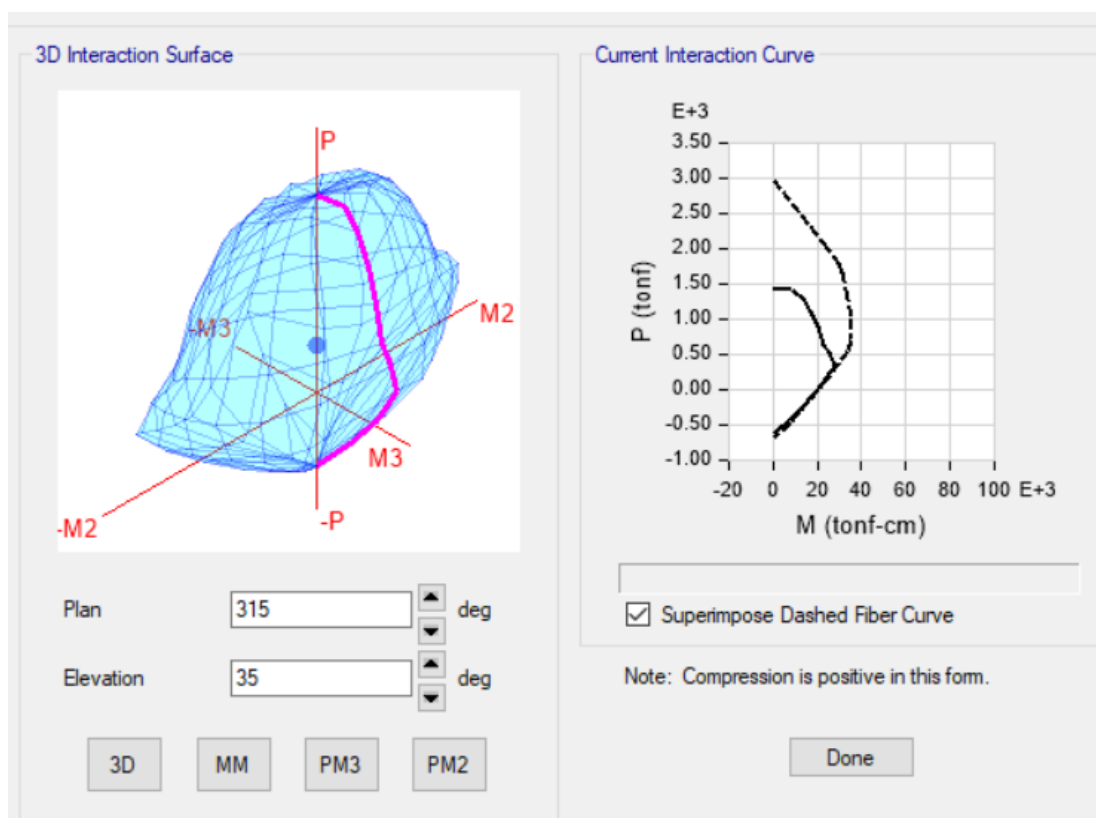 3D Interaction Surface
P
M2
-M3
M3
-M2
-P
Plan
315
deg
Elevation
35
deg
3D
MM
PM3
PM2
Current Interaction Curve
E+3
3.50
3.00
2.50
2.00
1.50
1.00
0.50
0.00
-0.50
-1.00
P (tonf)
-20 0 20 40 60 80 100 E+3
M (tonf-cm)
Superimpose Dashed Fiber Curve
Note: Compression is positive in this form.
Done